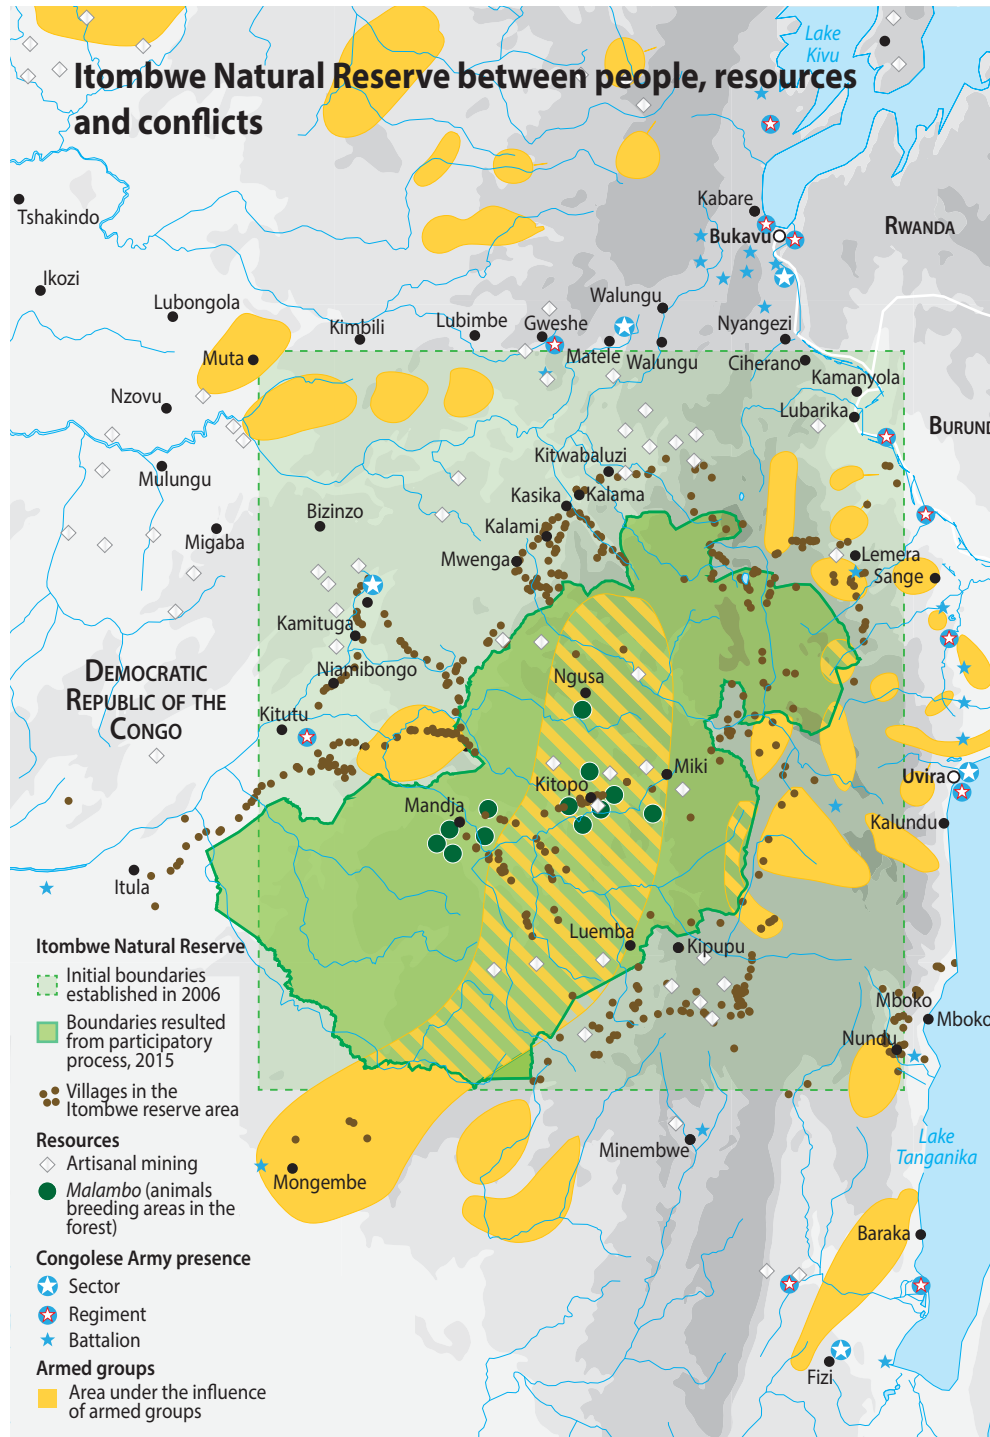 Itombwe Natural Reserve between people, resources
and conflicts
Lake
Kivu
Kabare
Tshakindo
Bukavu
RWANDA
Ikozi
Lubongola
Walungu
Kimbili
Lubimbe
Gweshe
Nyangezi
Muta
Matele
Walungu
Ciherano
Kamanyola
Nzovu
Lubarika
BURUND
Kitwabaluzi
Mulungu
Kasika
Kalama
Bizinzo
Kalami
Migaba
Mwenga
Lemera
Sange
Kamituga
DEMOCRATIC
REPUBLIC OF THE
CONGO
Niamibongo
Ngusa
Kitutu
Miki
Uvira
Kitopo
Mandja
Kalundu
Itula
Luemba
Kipupu
Itombwe Natural Reserve
Initial boundaries
established in 2006
Boundaries resulted
from participatory
process, 2015
Villages in the
Itombwe reserve area
Mboko
Mboko
Nundu
Resources
Artisanal mining
Malambo (animals
breeding areas in the
forest)
Minembwe
Lake
Tanganika
Mongembe
Congolese Army presence
Sector
Regiment
Battalion
Baraka
Armed groups
Area under the influence
of armed groups
Fizi